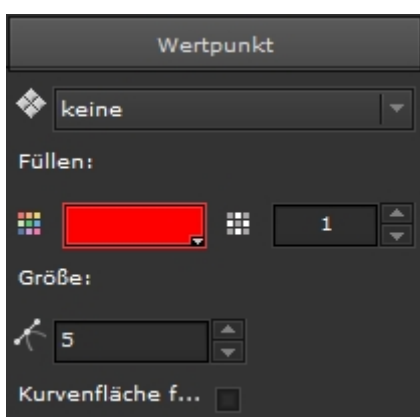 Wertpunkt
keine
Füllen:
1
Größe:
5
Kurvenfläche f...